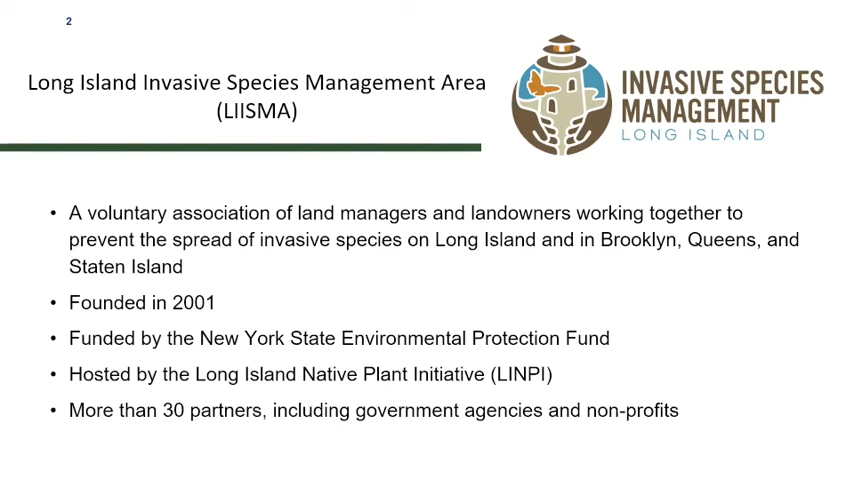 2
Long Island Invasive Species Management Area
(LIISMA)
INVASIVE SPECIES
MANAGEMENT
LONG ISLAND
• A voluntary association of land managers and landowners working together to
prevent the spread of invasive species on Long Island and in Brooklyn, Queens, and
Staten Island
• Founded in 2001
• Funded by the New York State Environmental Protection Fund
• Hosted by the Long Island Native Plant Initiative (LINPI)
• More than 30 partners, including government agencies and non-profits